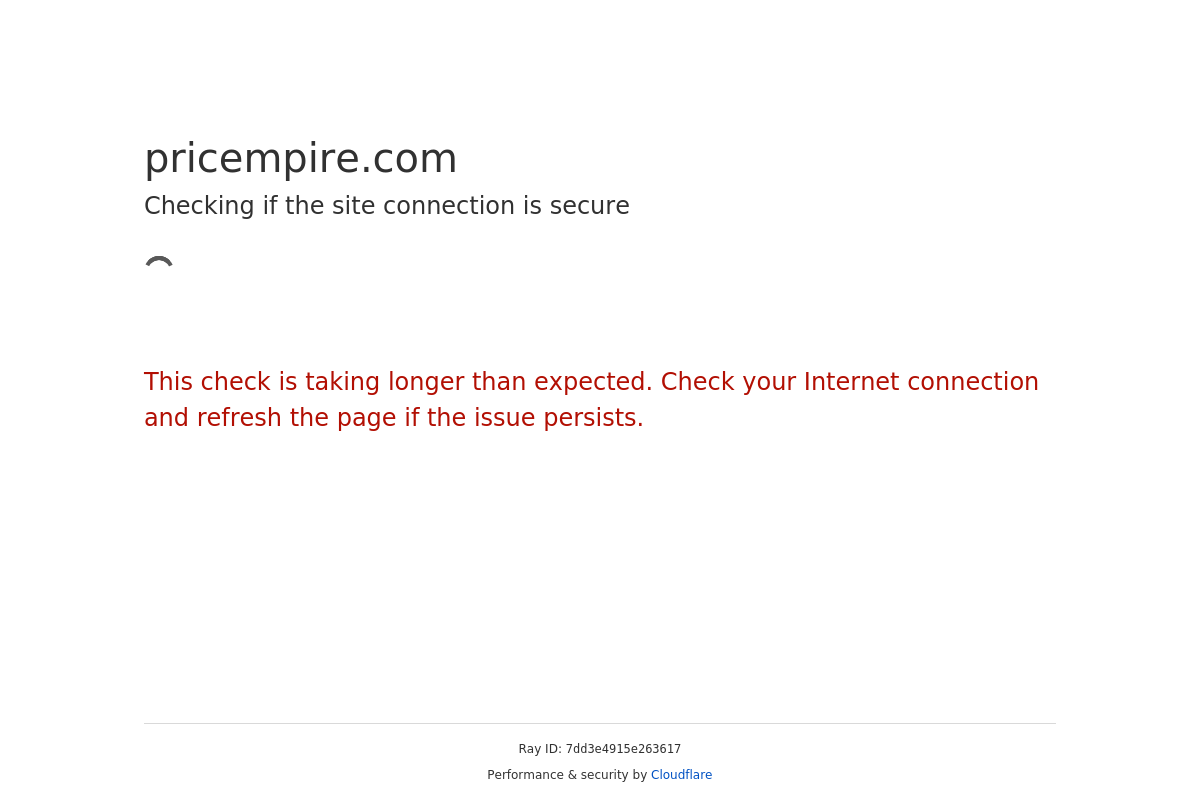 pricempire.com
Checking if the site connection is secure
This check is taking longer than expected. Check your Internet connection
and refresh the page if the issue persists.
Ray ID: 7dd3e4915e263617
Performance & security by Cloudflare